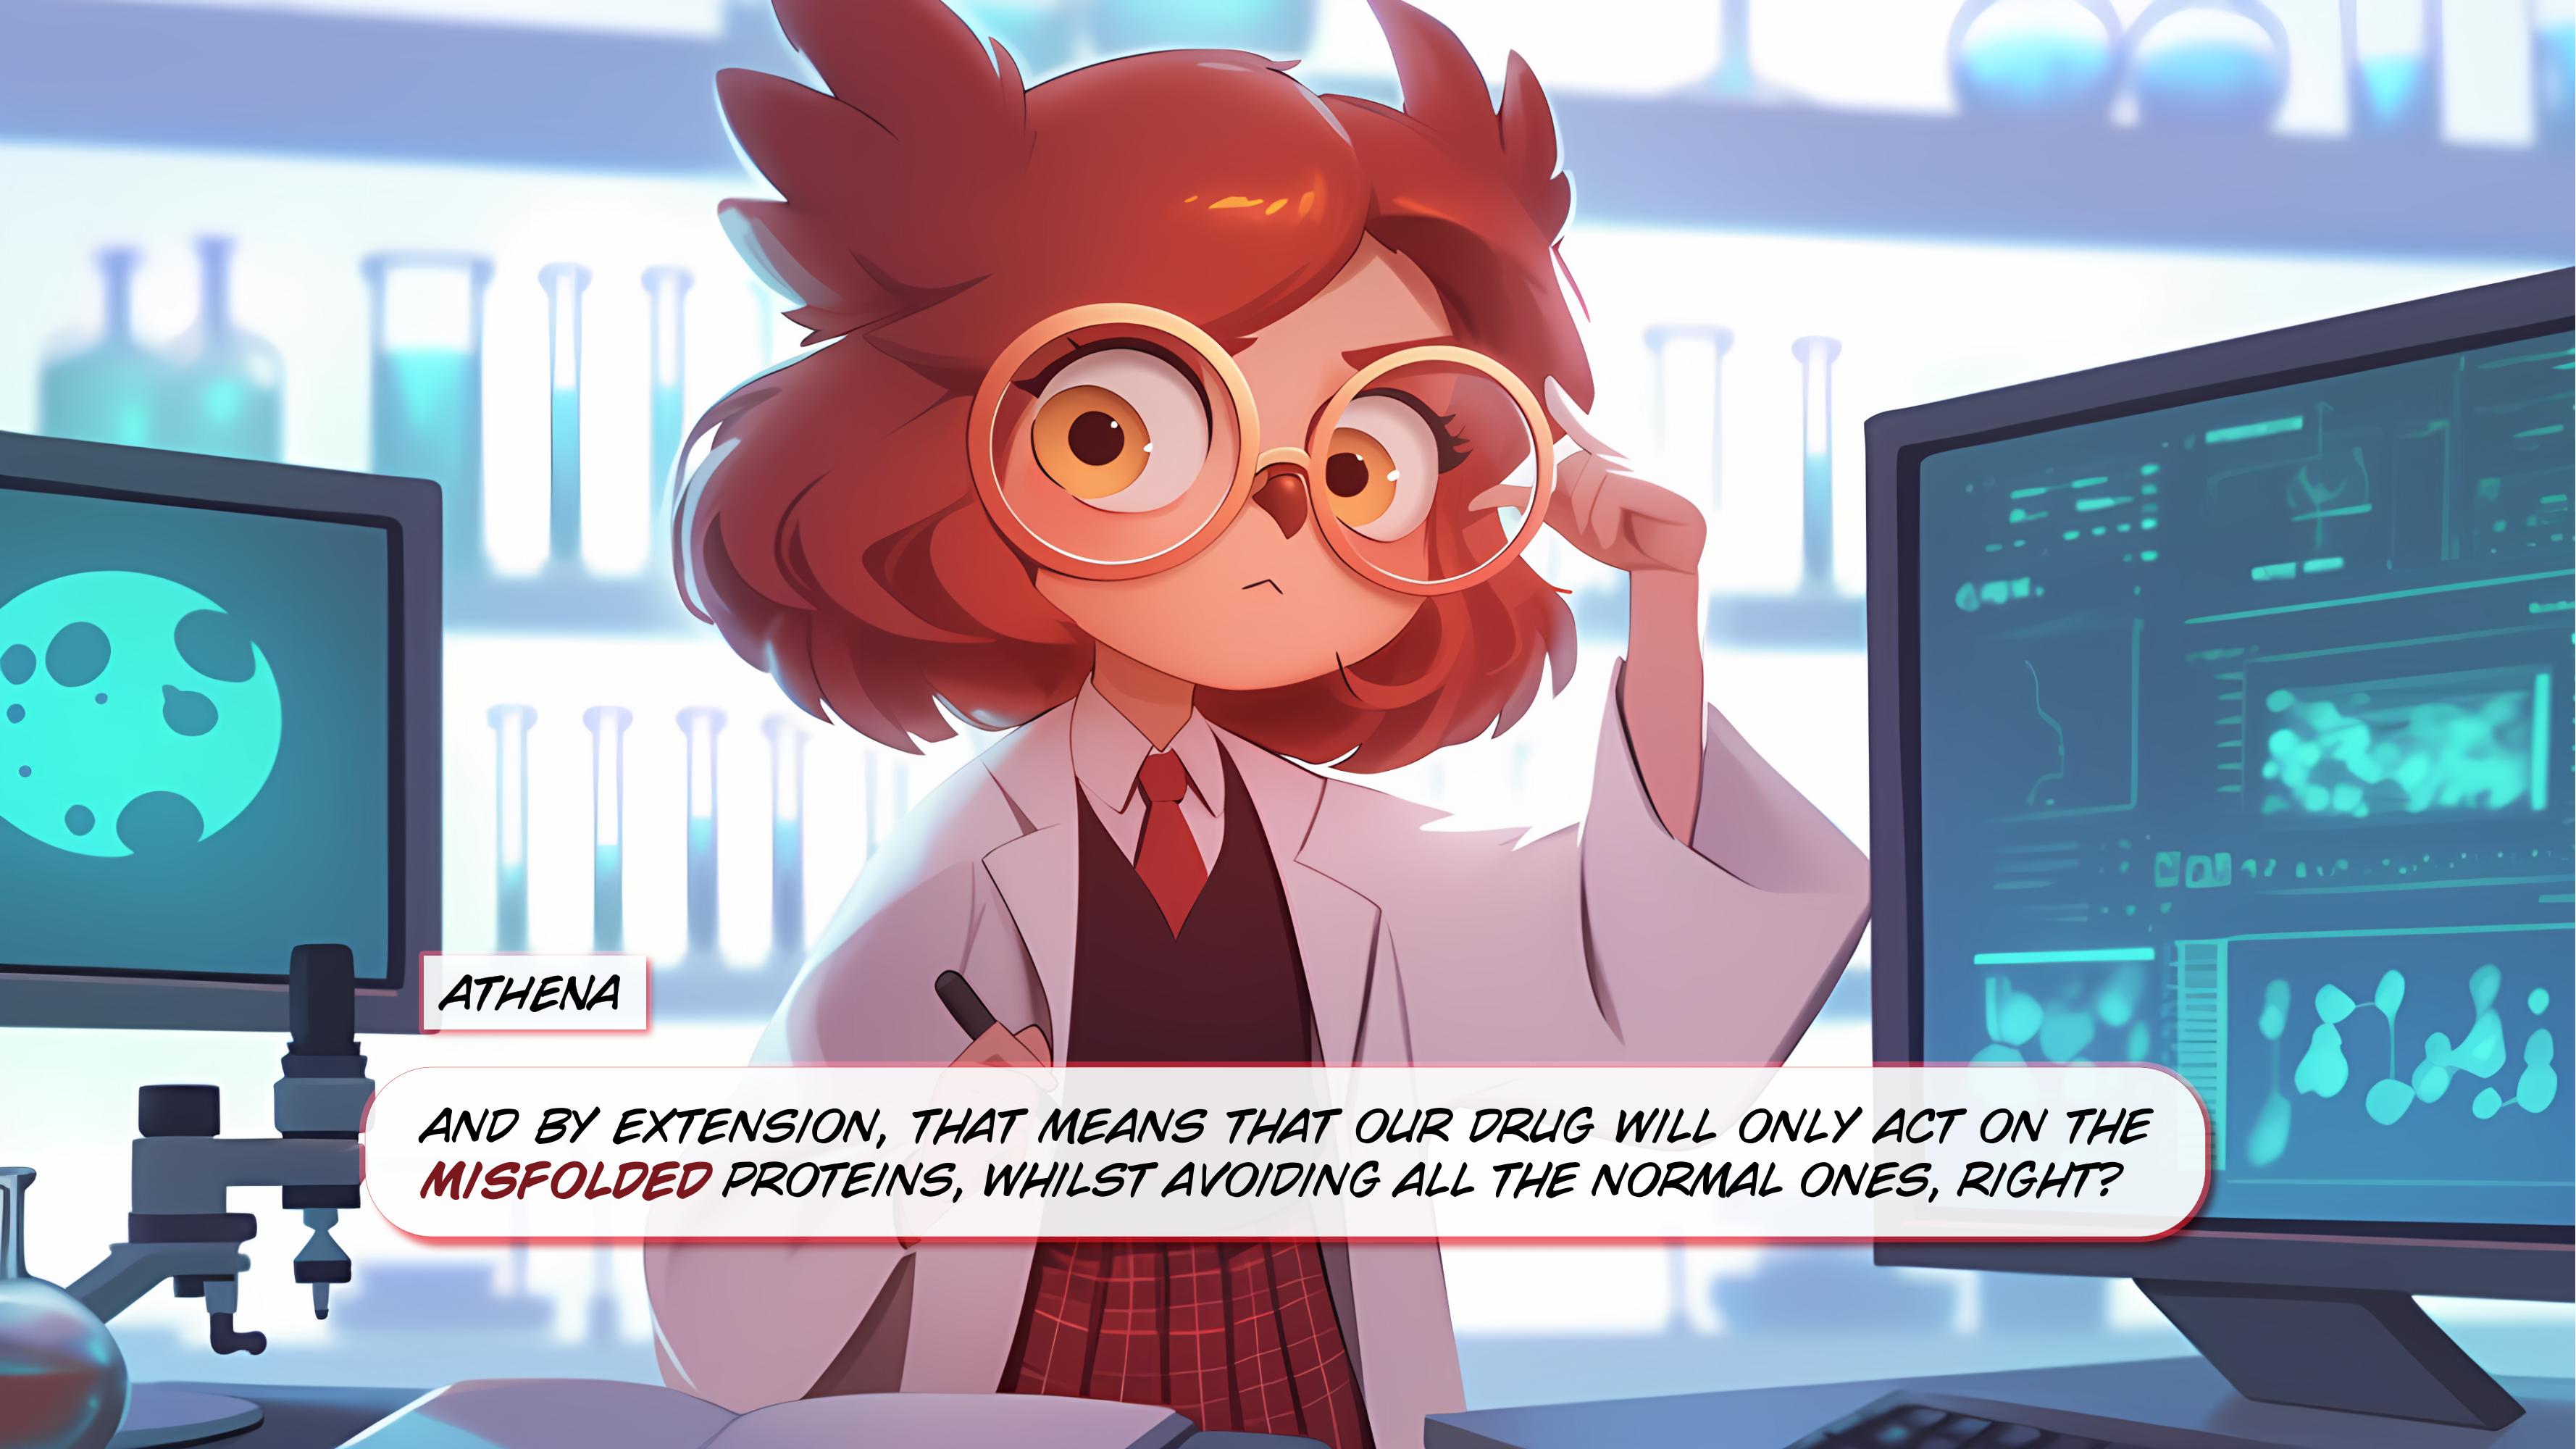 ATHENA
AND BY EXTENSION, THAT MEANS THAT OUR DRUG WILL ONLY ACT ON THE
MISFOLDED PROTEINS, WHILST AVOIDING ALL THE NORMAL ONES, RIGHT?